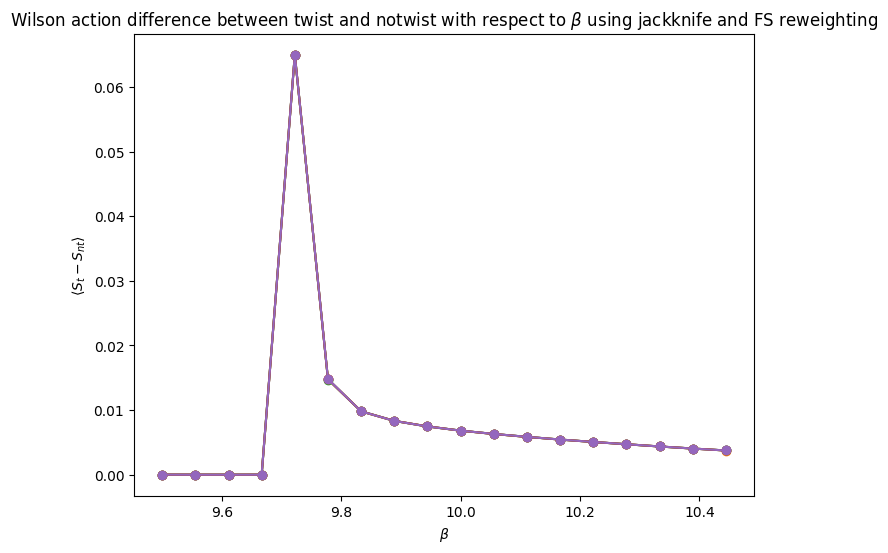 Wilson action difference between twist and notwist with respect to β using jackknife and FS reweighting
0.06
0.05
0.04
0.03
0.02
0.01
0.00
⟨S_t − S_{nt}⟩
9.6 9.8 10.0 10.2 10.4
β